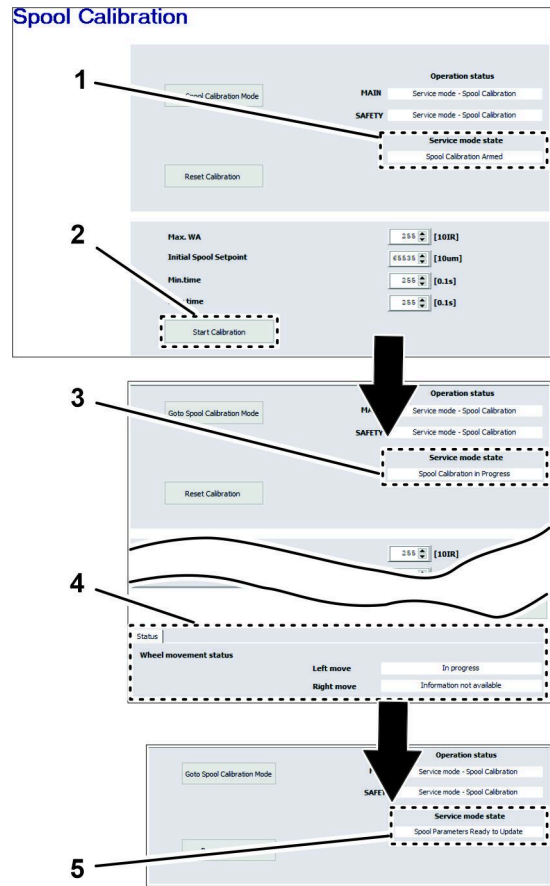 Spool Calibration
1
Operation status
Spool Calibration Mode
MAIN Service mode - Spool Calibration
SAFETY Service mode - Spool Calibration
Service mode state
Spool Calibration Armed
Reset Calibration
2
Max. WA 255 [10IR]
Initial Spool Setpoint 65535 [10um]
Min.time 255 [0.1s]
time 255 [0.1s]
Start Calibration
3
Operation status
Goto Spool Calibration Mode
Service mode - Spool Calibration
SAFETY Service mode - Spool Calibration
Service mode state
Spool Calibration in Progress
Reset Calibration
255 [10IR]
4
Status
Wheel movement status
Left move In progress
Right move Information not available
Operation status
Goto Spool Calibration Mode
Service mode - Spool Calibration
Service mode - Spool Calibration
Service mode state
Spool Parameters Ready to Update
5